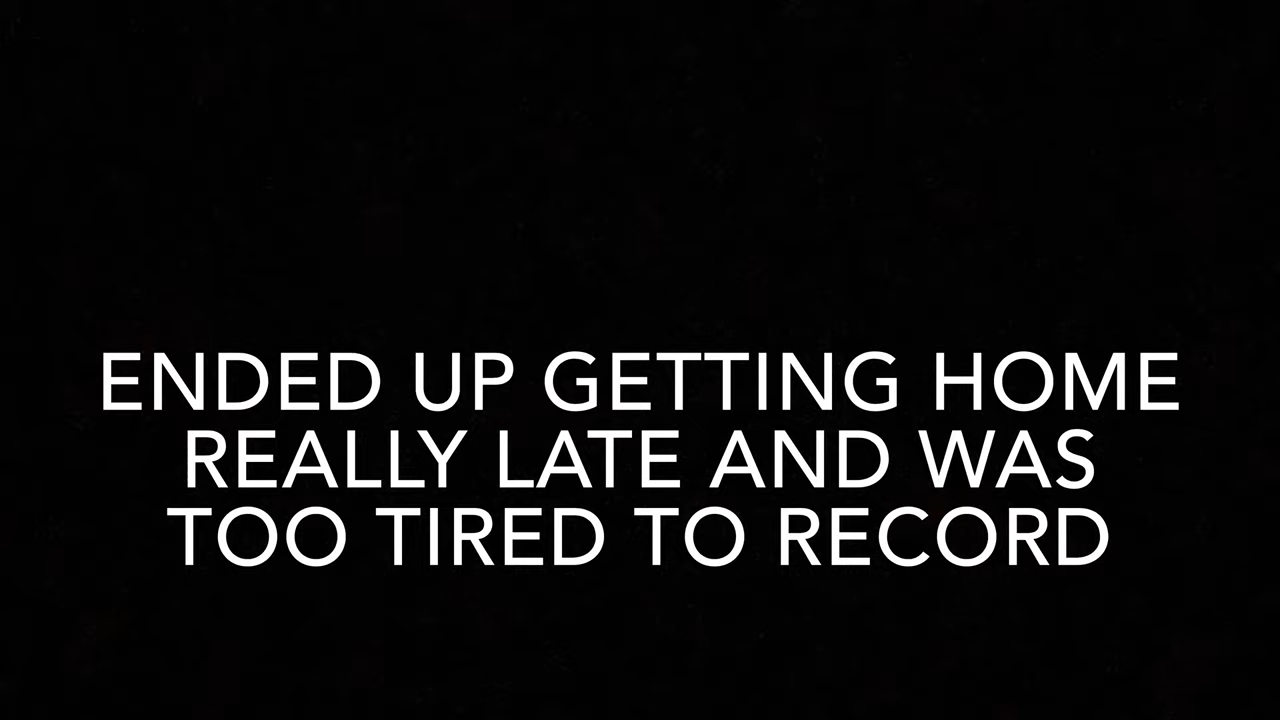 ENDED UP GETTING HOME
REALLY LATE AND WAS
TOO TIRED TO RECORD